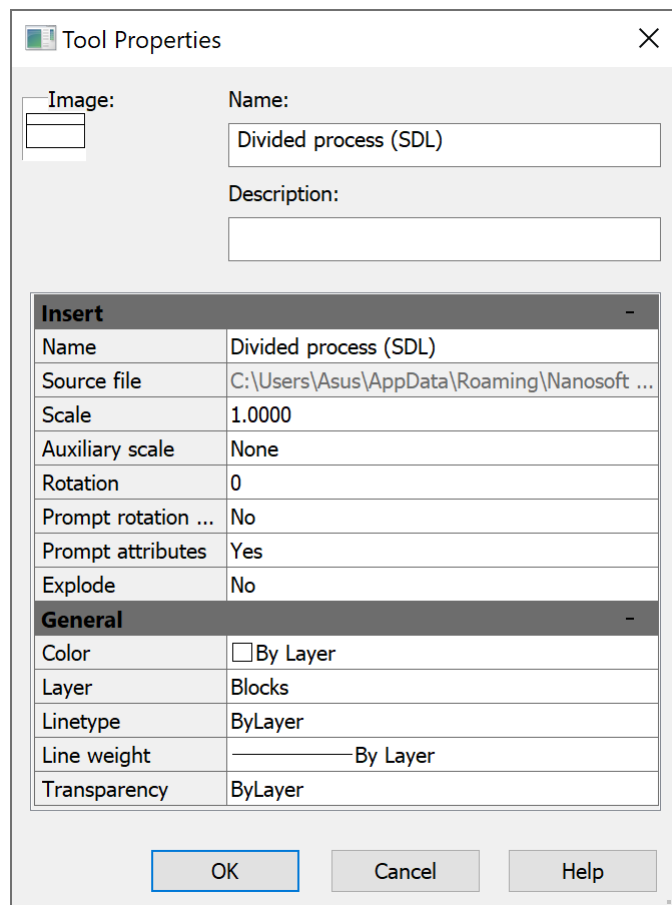 Tool Properties
Image:
Name:
Divided process (SDL)
Description:
Insert -
Name Divided process (SDL)
Source file C:\Users\Asus\AppData\Roaming\Nanosoft ...
Scale 1.0000
Auxiliary scale None
Rotation 0
Prompt rotation ... No
Prompt attributes Yes
Explode No
General -
Color By Layer
Layer Blocks
Linetype ByLayer
Line weight By Layer
Transparency ByLayer
OK Cancel Help